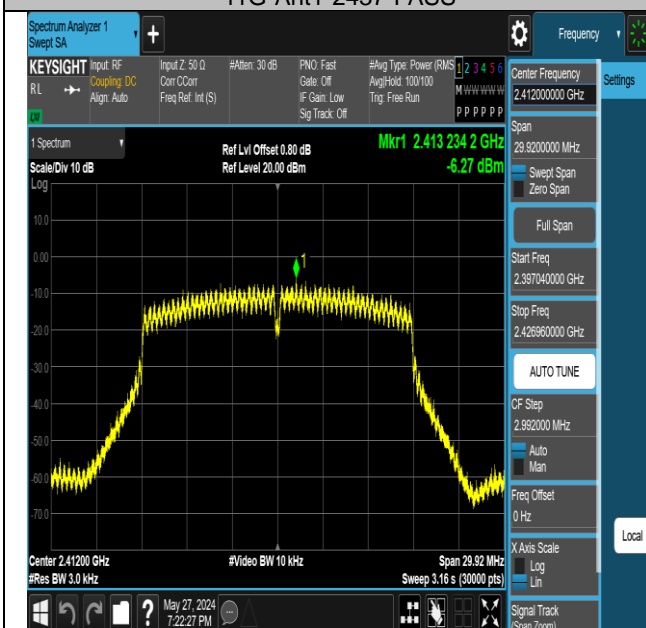 Spectrum Analyzer 1
Swept SA
+
Frequency
KEYSIGHT
RL
Input: RF
Coupling: DC
Align: Auto
Input Z: 50 Ω
Corr CCorr
Freq Ref: Int (S)
#Atten: 30 dB
PNO: Fast
Gate: Off
IF Gain: Low
Sig Track: Off
#Avg Type: Power (RMS
Avg|Hold: 100/100
Trig: Free Run
1 2 3 4 5 6
M W W W W W
P P P P P P
1 Spectrum
Scale/Div 10 dB
Log
Ref Lvl Offset 0.80 dB
Ref Level 20.00 dBm
Mkr1 2.413 234 2 GHz
-6.27 dBm
10.0
0.00
-10.0
-20.0
-30.0
-40.0
-50.0
-60.0
-70.0
1
Center 2.41200 GHz
#Res BW 3.0 kHz
#Video BW 10 kHz
Span 29.92 MHz
Sweep 3.16 s (30000 pts)
?
May 27, 2024
7:22:27 PM
Center Frequency
2.412000000 GHz
Settings
Span
29.9200000 MHz
Swept Span
Zero Span
Full Span
Start Freq
2.397040000 GHz
Stop Freq
2.426960000 GHz
AUTO TUNE
CF Step
2.992000 MHz
Auto
Man
Freq Offset
0 Hz
X Axis Scale
Log
Lin
Local
Signal Track
(Span Zoom)